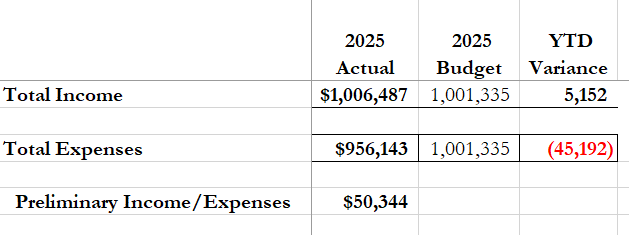 2025 2025 YTD
Actual Budget Variance
Total Income $1,006,487 1,001,335 5,152
Total Expenses $956,143 1,001,335 (45,192)
Preliminary Income/Expenses $50,344